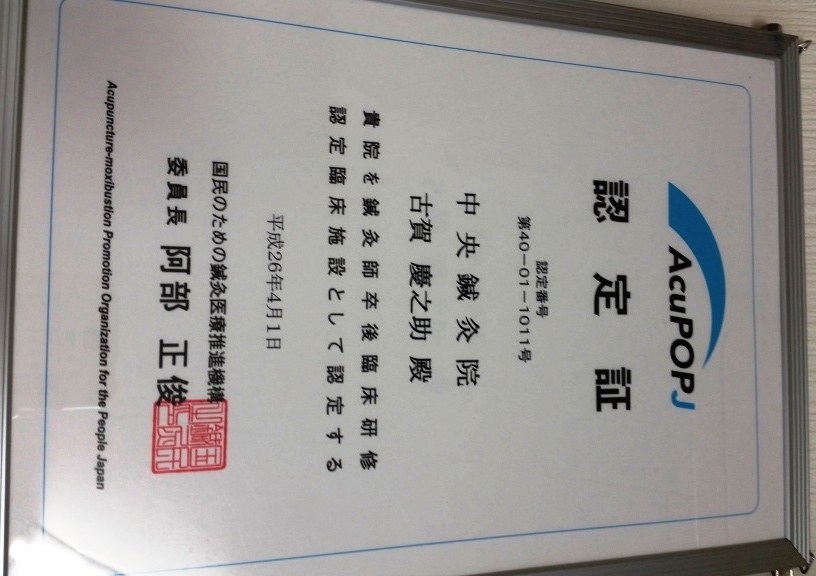 AcuPOPJ
認定証
認定番号
第40-01-1011号
中央鍼灸院
古賀 慶之助 殿
貴院を鍼灸師卒後臨床研修
認定臨床施設として認定する
平成26年4月1日
国民のための鍼灸医療推進機構
委員長 阿部 正俊
Acupuncture-moxibustion Promotion Organization for the People Japan